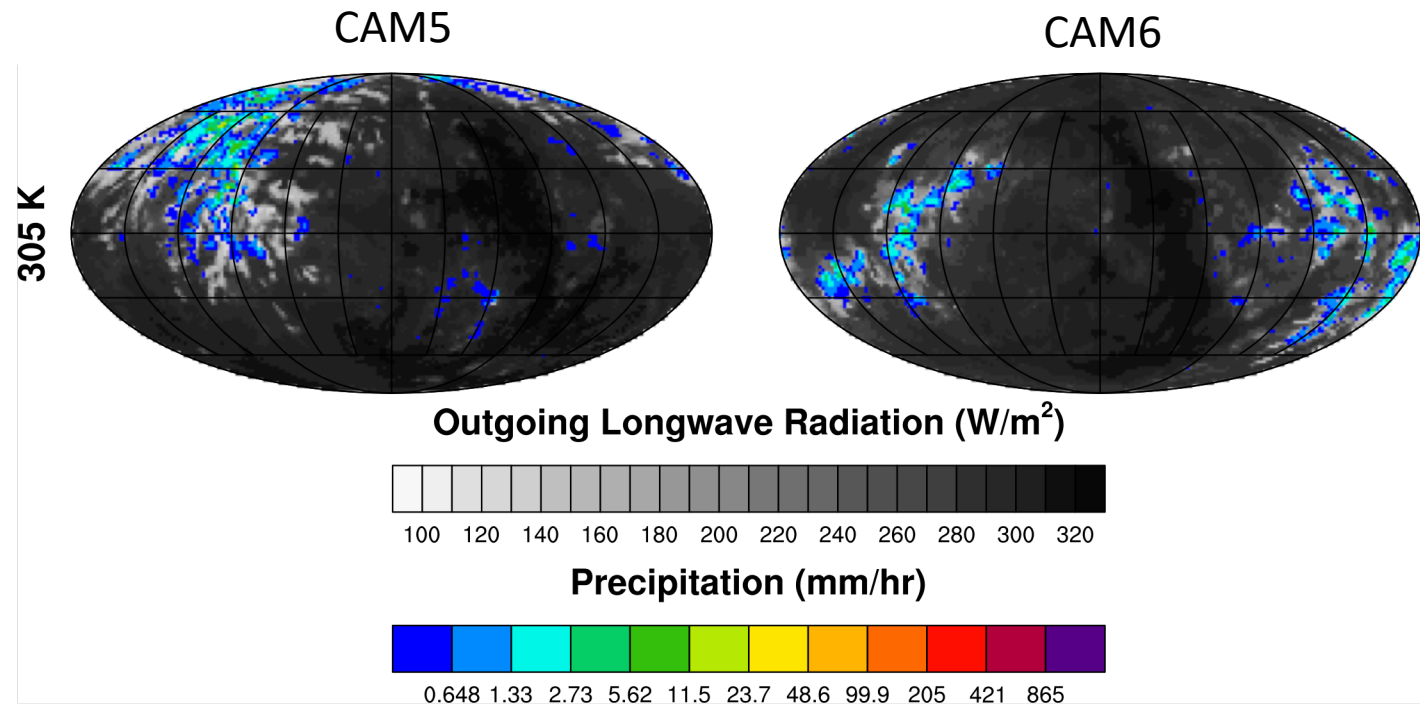 CAM5
CAM6
305 K
Outgoing Longwave Radiation (W/m²)
100 120 140 160 180 200 220 240 260 280 300 320
Precipitation (mm/hr)
0.648 1.33 2.73 5.62 11.5 23.7 48.6 99.9 205 421 865